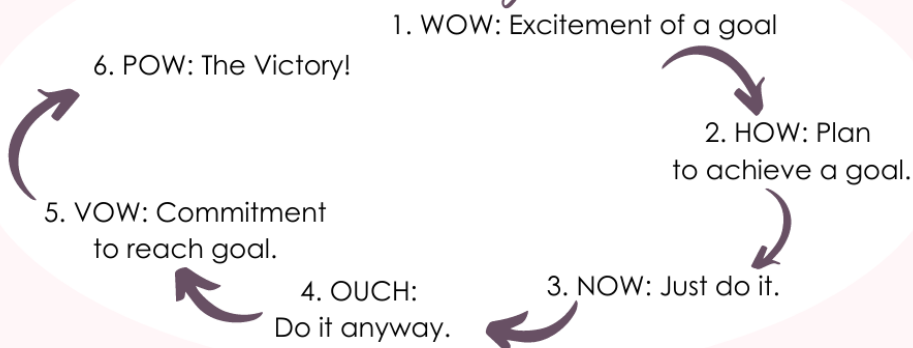 1. WOW: Excitement of a goal
2. HOW: Plan
to achieve a goal.
3. NOW: Just do it.
4. OUCH:
Do it anyway.
5. VOW: Commitment
to reach goal.
6. POW: The Victory!